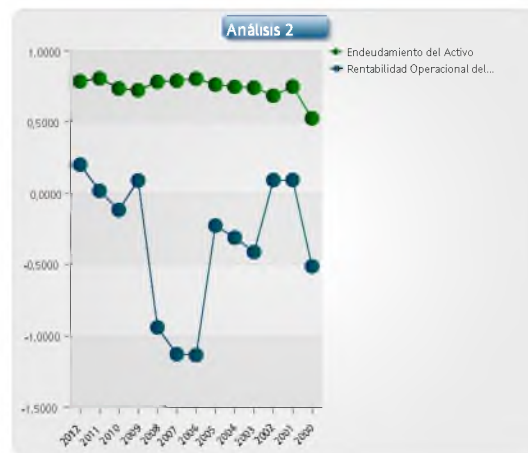 Análisis 2
Endeudamiento del Activo
Rentabilidad Operacional del...
1,0000
0,5000
0,0000
-0,5000
-1,0000
-1,5000
2012 2011 2010 2009 2008 2007 2006 2005 2004 2003 2002 2001 2000